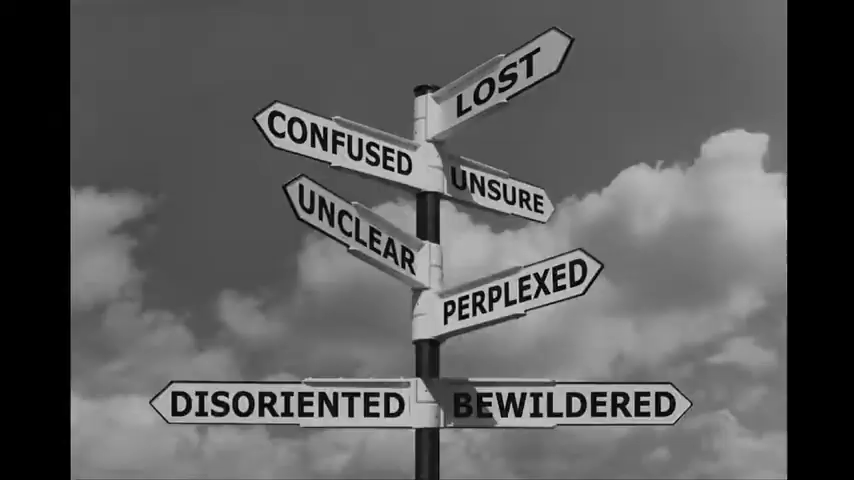 LOST
CONFUSED
UNSURE
UNCLEAR
PERPLEXED
DISORIENTED
BEWILDERED